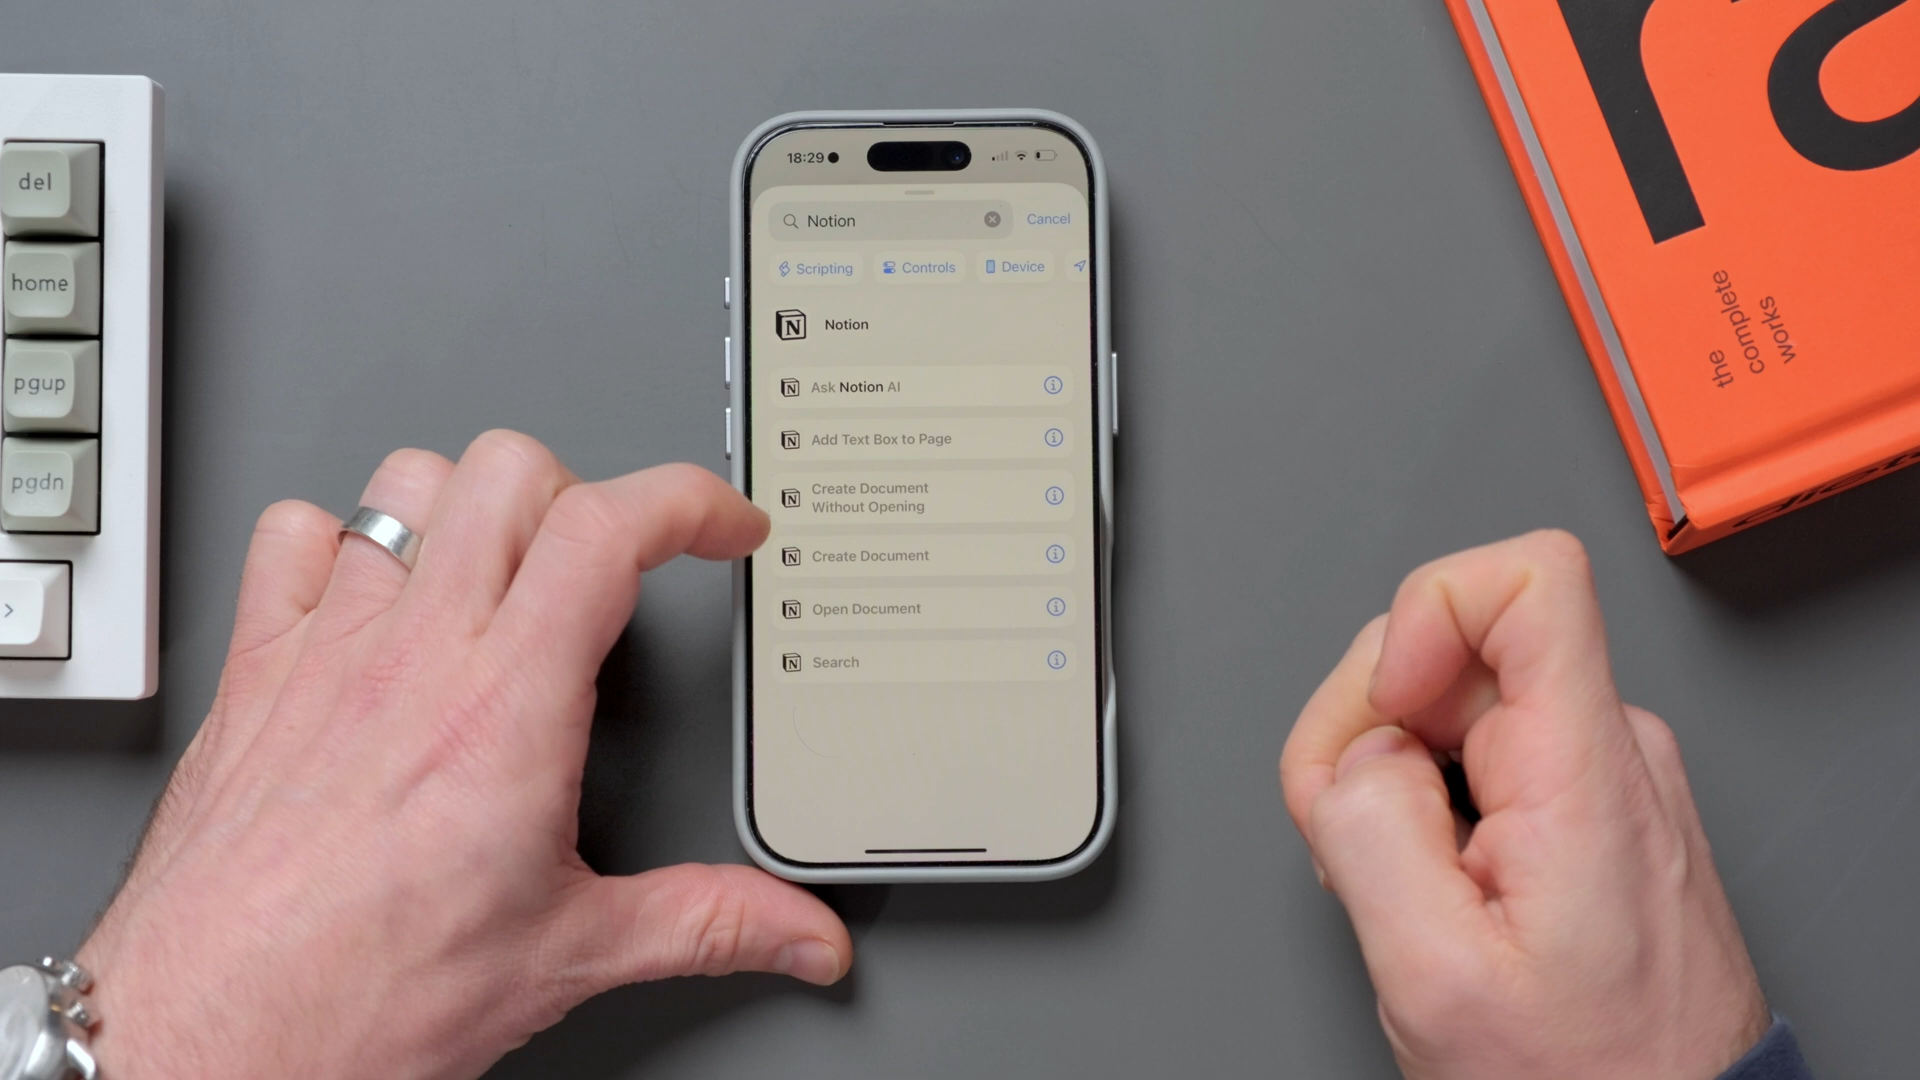 del
home
pgup
pgdn
>
18:29
Notion
Cancel
Scripting
Controls
Device
Notion
Ask Notion AI
Add Text Box to Page
Create Document
Without Opening
Create Document
Open Document
Search
the
complete
works